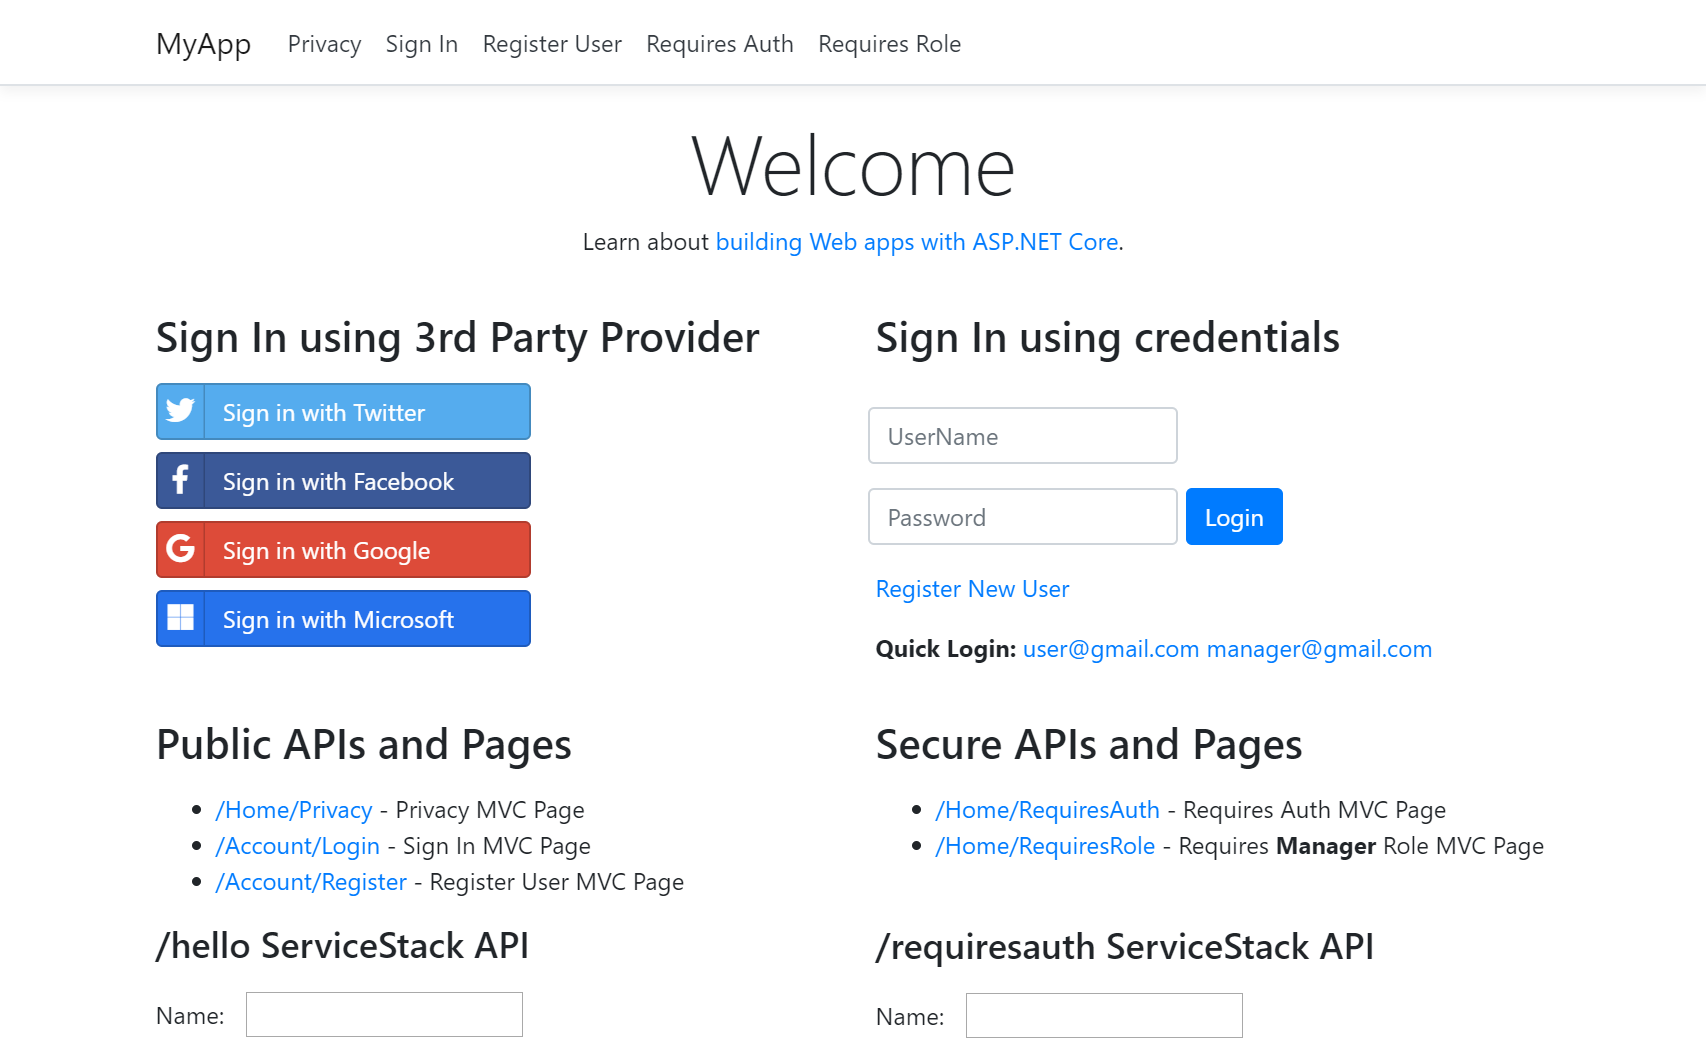 MyApp Privacy Sign In Register User Requires Auth Requires Role
Welcome
Learn about building Web apps with ASP.NET Core.
Sign In using 3rd Party Provider
Sign in with Twitter
Sign in with Facebook
Sign in with Google
Sign in with Microsoft
Sign In using credentials
UserName
Password Login
Register New User
Quick Login: user@gmail.com manager@gmail.com
Public APIs and Pages
/Home/Privacy - Privacy MVC Page
/Account/Login - Sign In MVC Page
/Account/Register - Register User MVC Page
Secure APIs and Pages
/Home/RequiresAuth - Requires Auth MVC Page
/Home/RequiresRole - Requires Manager Role MVC Page
/hello ServiceStack API
Name:
/requiresauth ServiceStack API
Name: